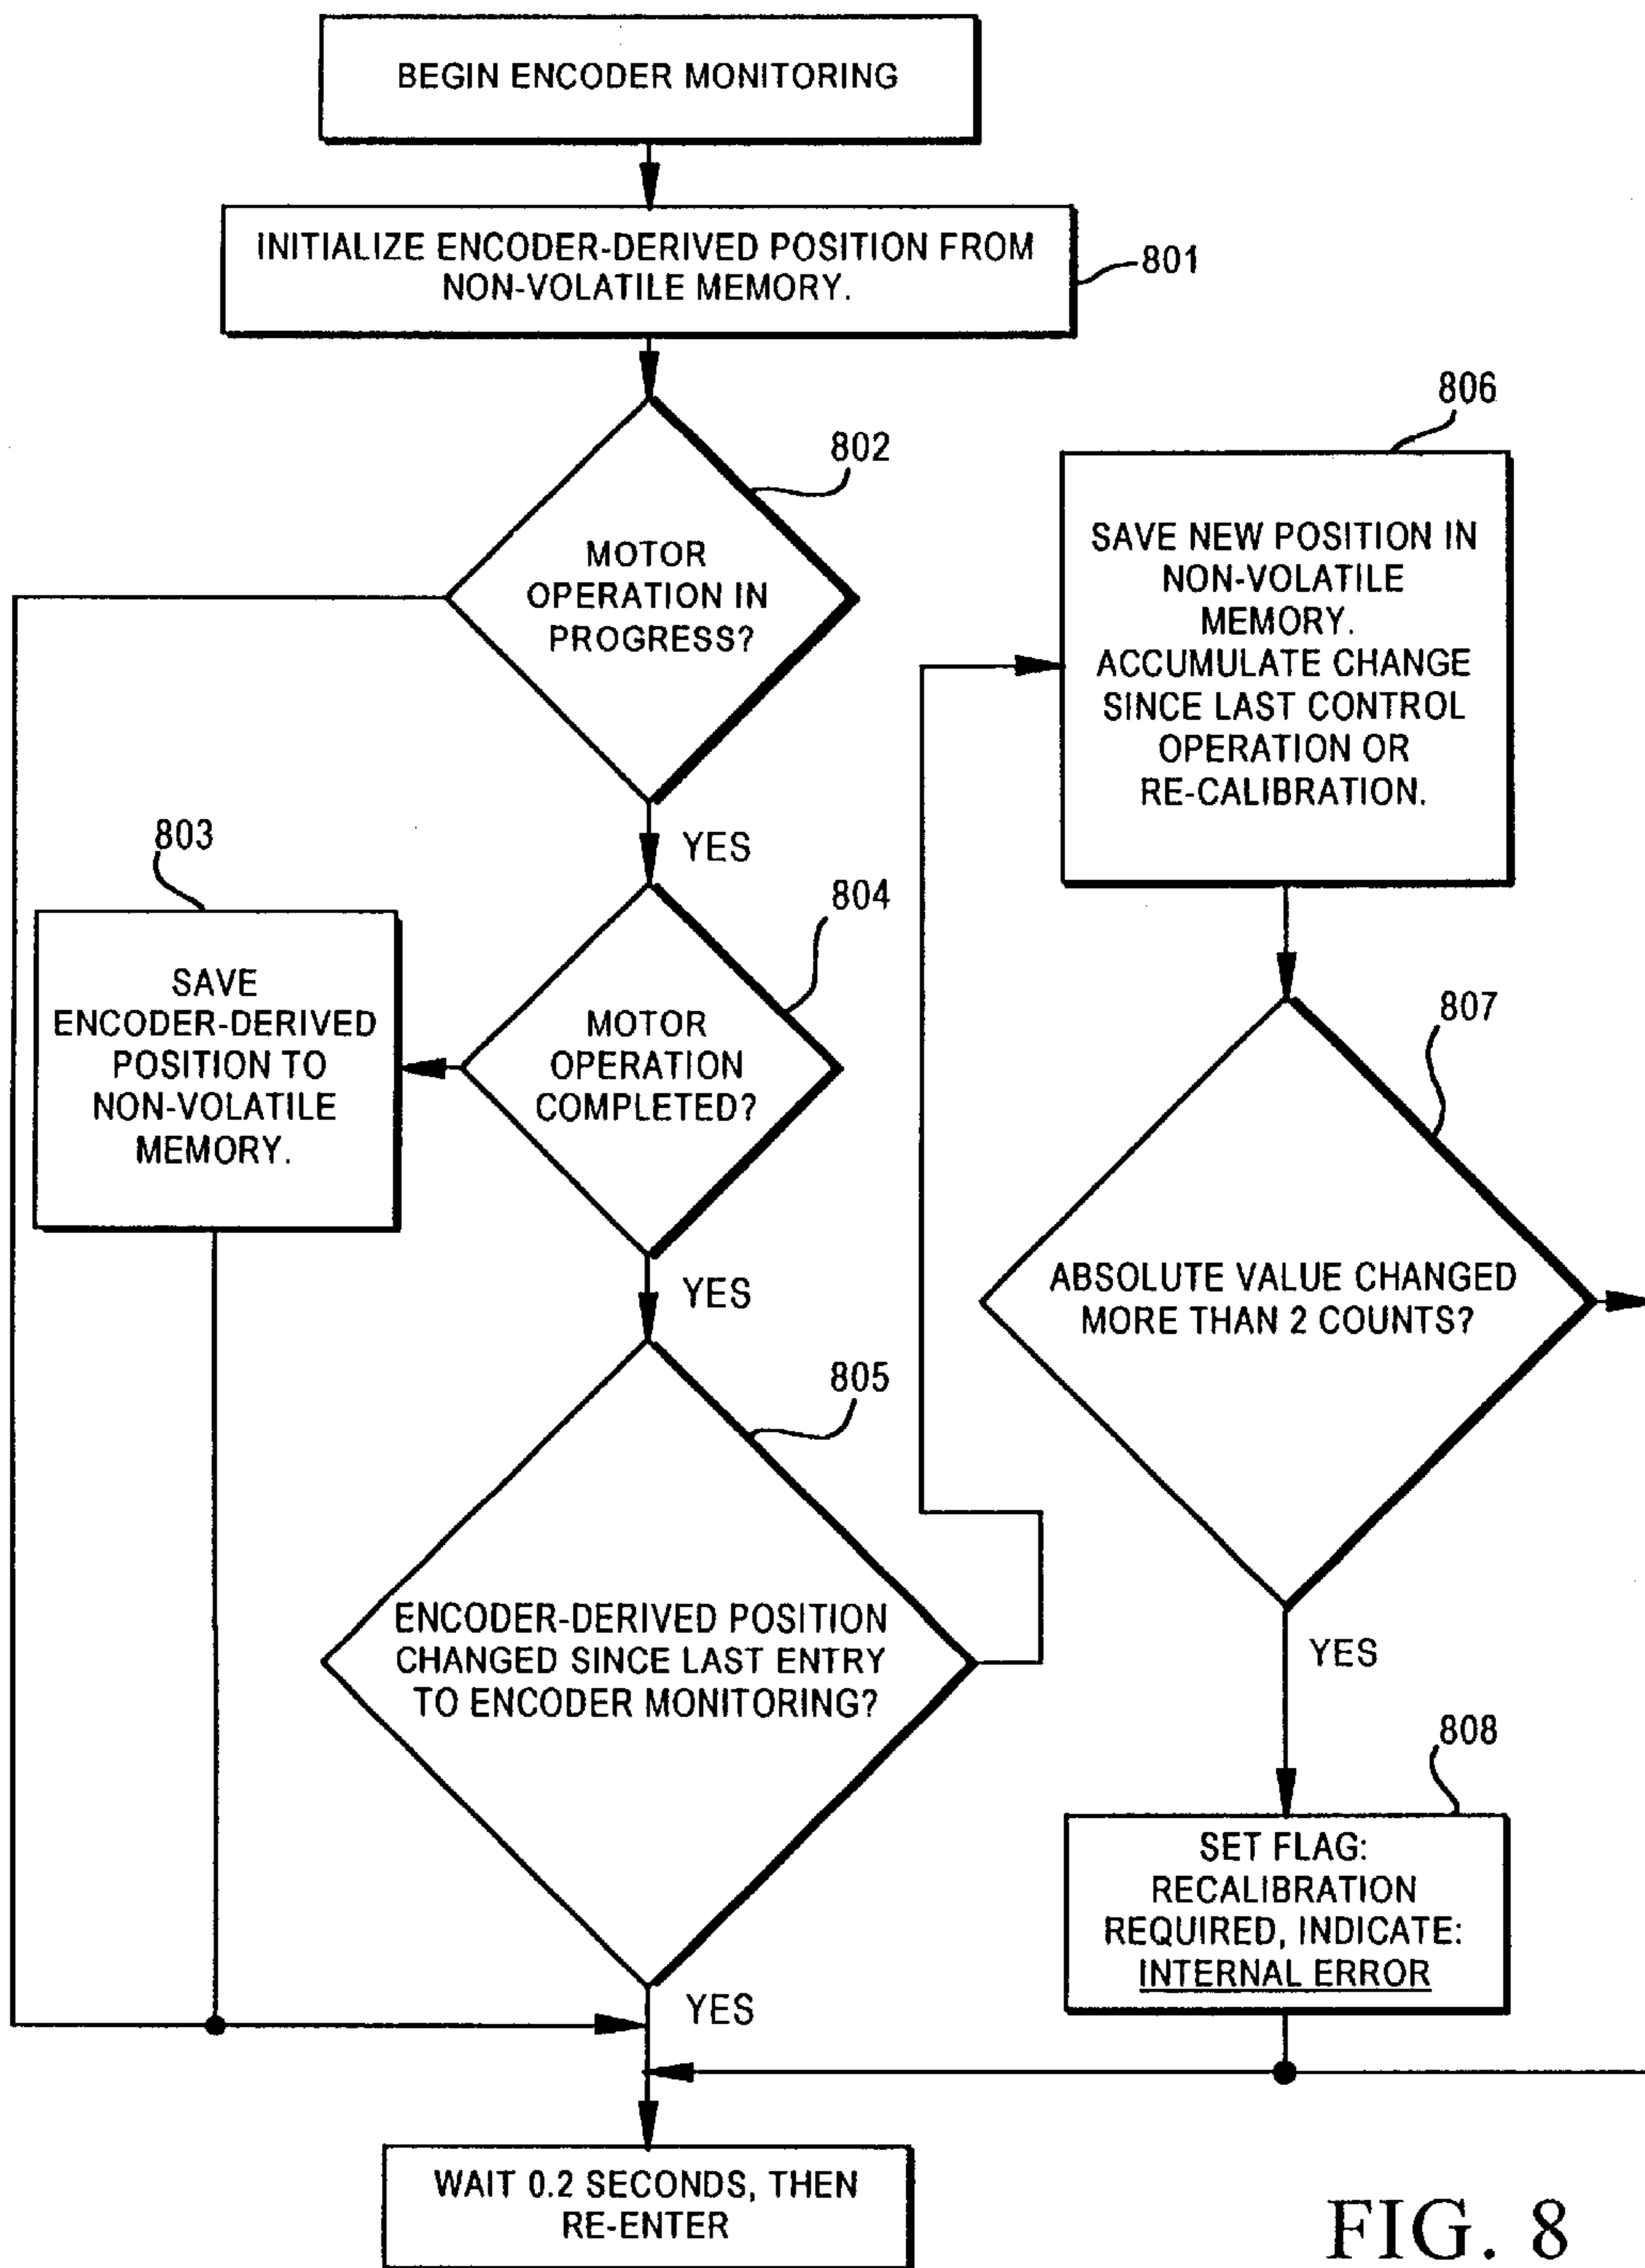 BEGIN ENCODER MONITORING
INITIALIZE ENCODER-DERIVED POSITION FROM
NON-VOLATILE MEMORY.
801
802
MOTOR
OPERATION IN
PROGRESS?
YES
803
SAVE
ENCODER-DERIVED
POSITION TO
NON-VOLATILE
MEMORY.
804
MOTOR
OPERATION
COMPLETED?
YES
805
ENCODER-DERIVED POSITION
CHANGED SINCE LAST ENTRY
TO ENCODER MONITORING?
YES
806
SAVE NEW POSITION IN
NON-VOLATILE
MEMORY.
ACCUMULATE CHANGE
SINCE LAST CONTROL
OPERATION OR
RE-CALIBRATION.
807
ABSOLUTE VALUE CHANGED
MORE THAN 2 COUNTS?
YES
808
SET FLAG:
RECALIBRATION
REQUIRED, INDICATE:
INTERNAL ERROR
WAIT 0.2 SECONDS, THEN
RE-ENTER
FIG. 8